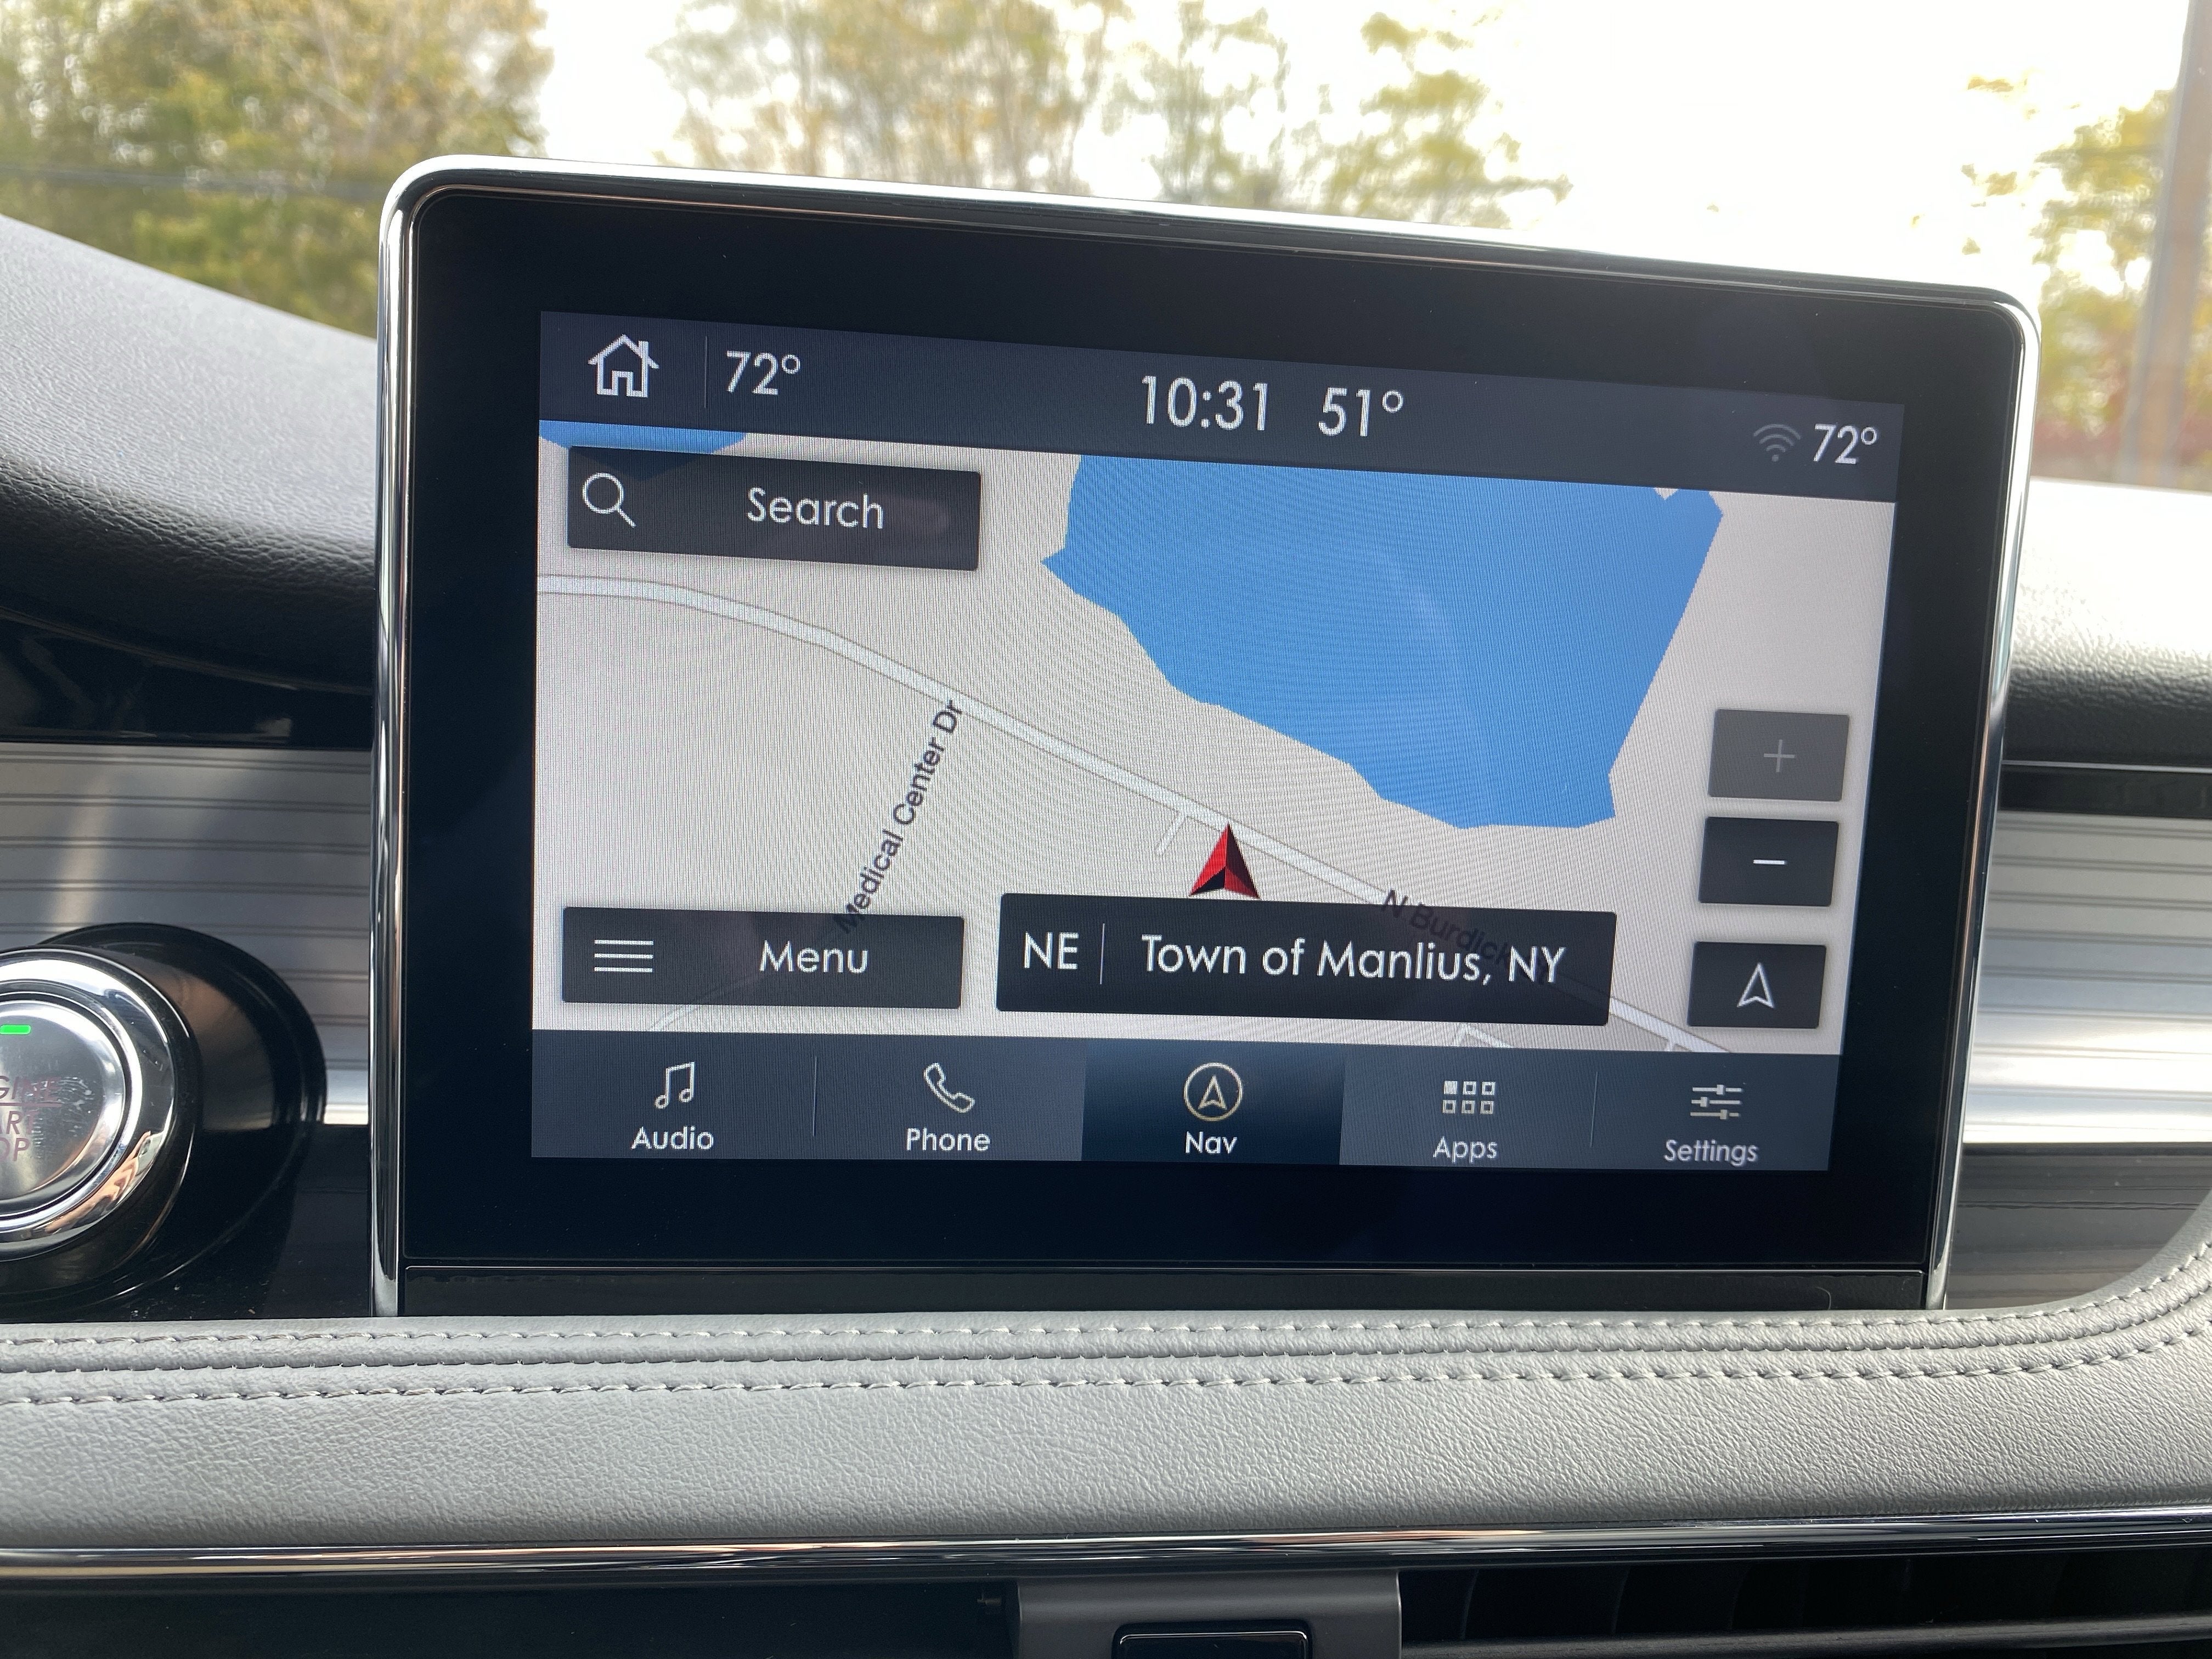 72°
10:31 51°
72°
Search
Medical Center Dr
N Burdick
Menu
NE Town of Manlius, NY
Audio
Phone
Nav
Apps
Settings